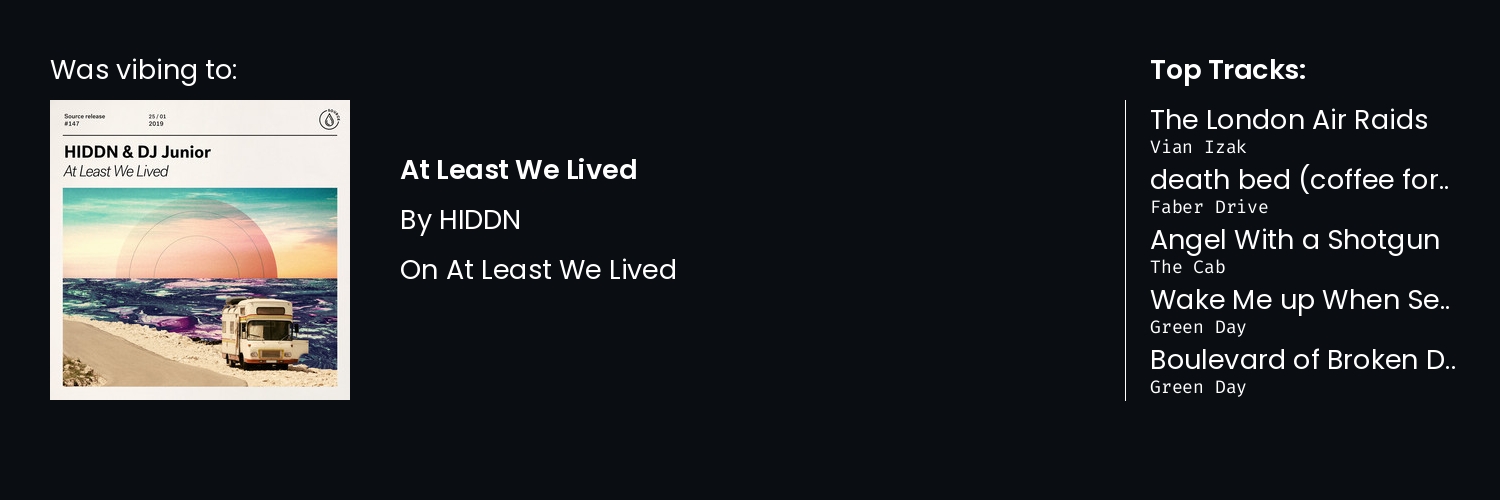 Was vibing to:
Source release
#147
25 / 01
2019
HIDDN & DJ Junior
At Least We Lived
At Least We Lived
By HIDDN
On At Least We Lived
Top Tracks:
The London Air Raids
Vian Izak
death bed (coffee for..
Faber Drive
Angel With a Shotgun
The Cab
Wake Me up When Se..
Green Day
Boulevard of Broken D..
Green Day